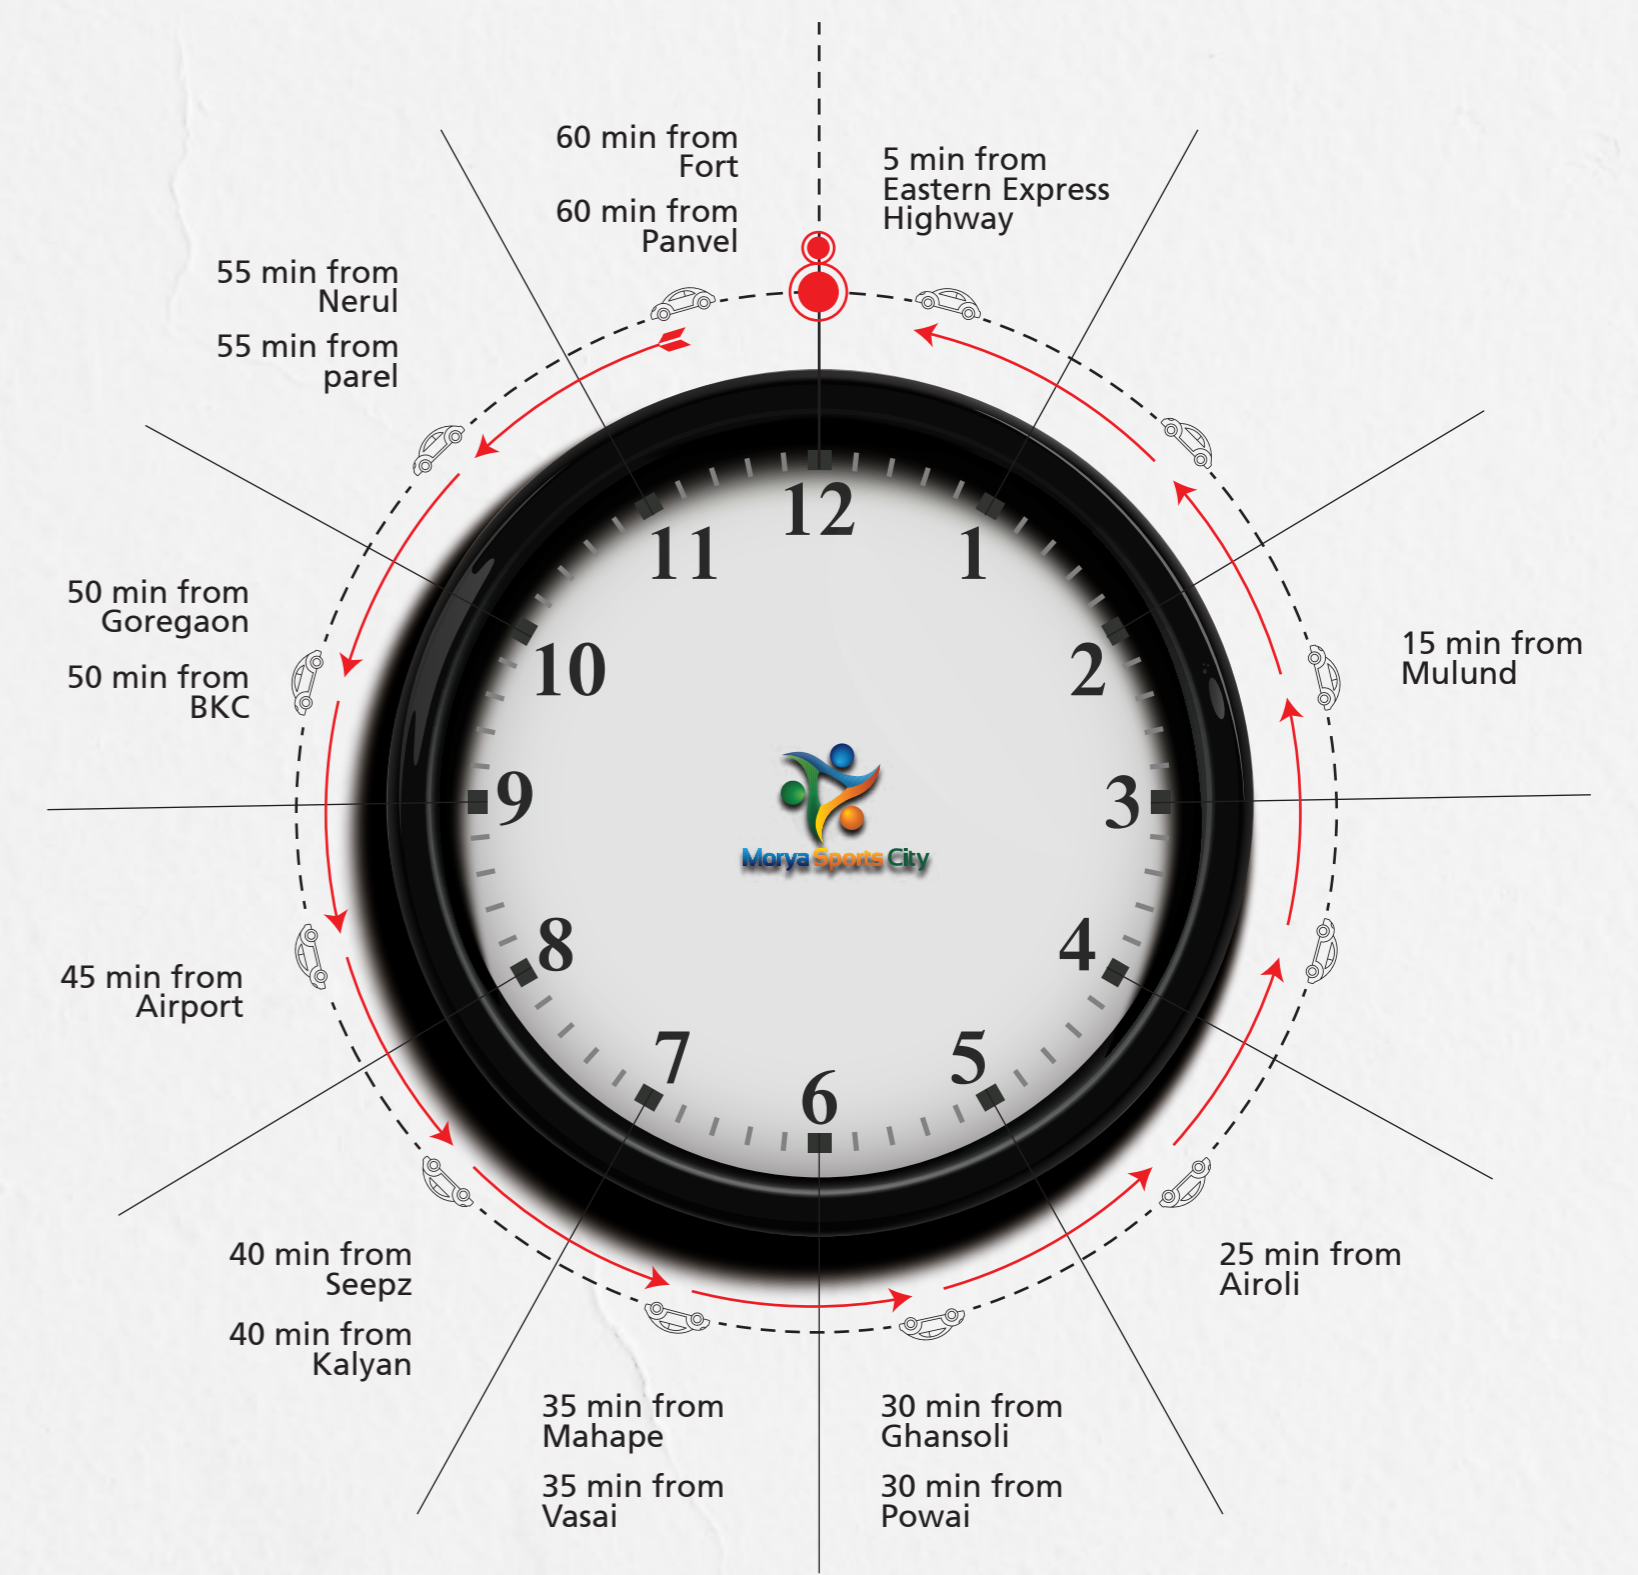 60 min from
Fort
60 min from
Panvel
5 min from
Eastern Express
Highway
55 min from
Nerul
55 min from
parel
50 min from
Goregaon
50 min from
BKC
15 min from
Mulund
45 min from
Airport
40 min from
Seepz
40 min from
Kalyan
25 min from
Airoli
35 min from
Mahape
35 min from
Vasai
30 min from
Ghansoli
30 min from
Powai
12
1
2
3
4
5
6
7
8
9
10
11
Morya Sports City